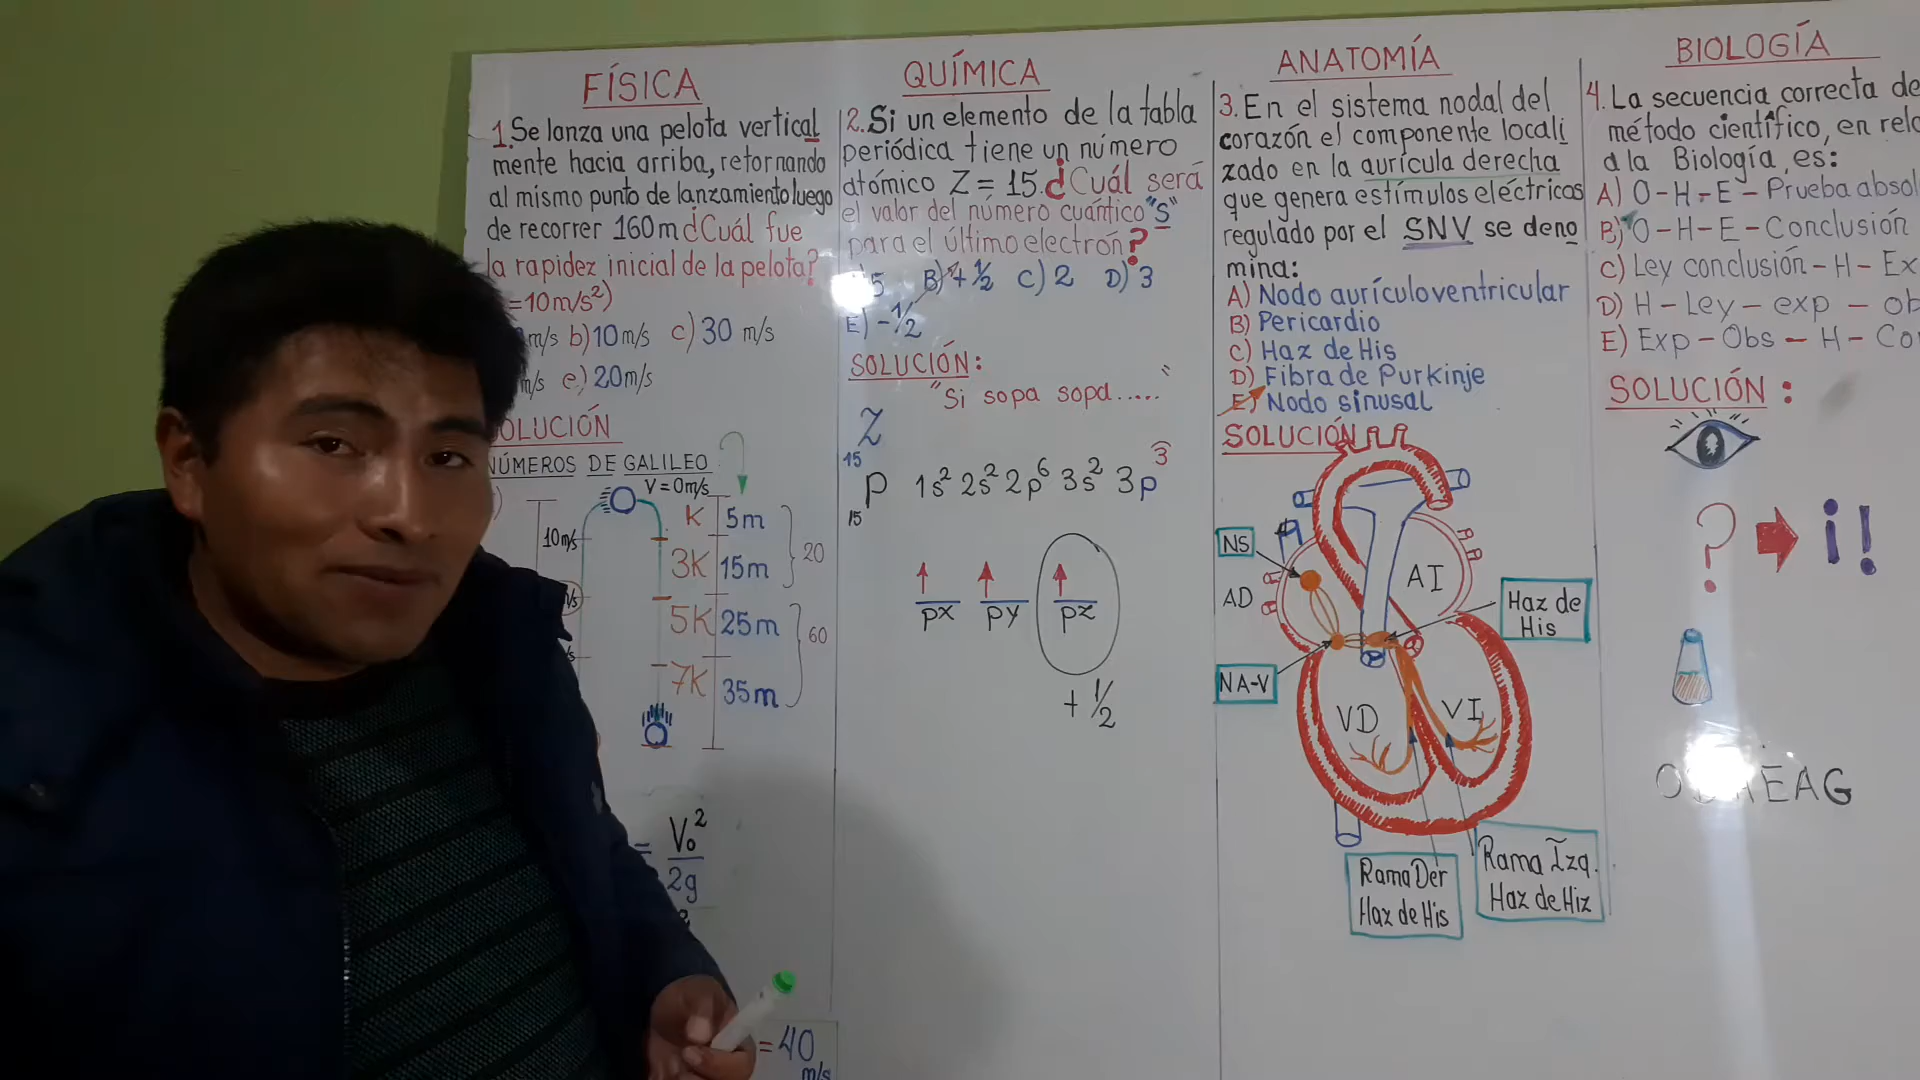 FÍSICA
1. Se lanza una pelota vertical
mente hacia arriba, retornando
al mismo punto de lanzamiento luego
de recorrer 160m ¿Cuál fue
la rapidez inicial de la pelota?
=10m/s²)
m/s b) 10m/s c) 30 m/s
m/s e) 20m/s
OLUCIÓN
NÚMEROS DE GALILEO
V=0m/s
10m/s
K 5m
3K 15m
20
5K 25m
7K 35m
60
= V₀²
2g
=40
m/s
QUÍMICA
2. Si un elemento de la tabla
periódica tiene un número
atómico Z = 15. ¿Cuál será
el valor del número cuántico "S"
para el último electrón?
5 B) + ½ C) 2 D) 3
E) - ½
SOLUCIÓN:
"Si sopa sopa....."
Z
15
P 1s² 2s² 2p⁶ 3s² 3p³
15
px py pz
+ ½
ANATOMÍA
3. En el sistema nodal del
corazón el componente locali
zado en la aurícula derecha
que genera estímulos eléctricos
regulado por el SNV se deno
mina:
A) Nodo aurículoventricular
B) Pericardio
C) Haz de His
D) Fibra de Purkinje
E) Nodo sinusal
SOLUCIÓN
NS
AD
AI
Haz de
His
NA-V
VD
VI
Rama Der
Haz de His
Rama Izq.
Haz de Hiz
BIOLOGÍA
4. La secuencia correcta de
método científico, en rela
a la Biología, es:
A) O-H-E-Prueba absol
B) O-H-E-Conclusión
C) Ley conclusión-H-Ex
D) H-Ley-exp-ob
E) Exp-Obs-H-Co
SOLUCIÓN :
? ¡!
EAG